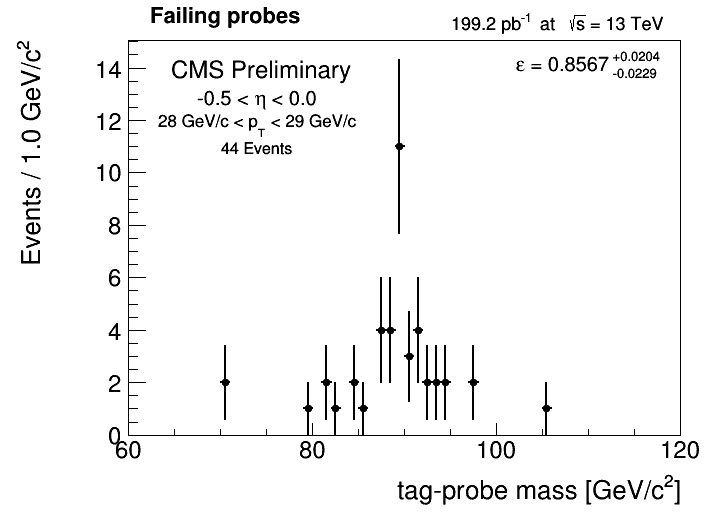 Failing probes
199.2 pb⁻¹ at √s = 13 TeV
CMS Preliminary
-0.5 < η < 0.0
28 GeV/c < p_T < 29 GeV/c
44 Events
ε = 0.8567 +0.0204 -0.0229
Events / 1.0 GeV/c²
14
12
10
8
6
4
2
0
60 80 100 120
tag-probe mass [GeV/c²]